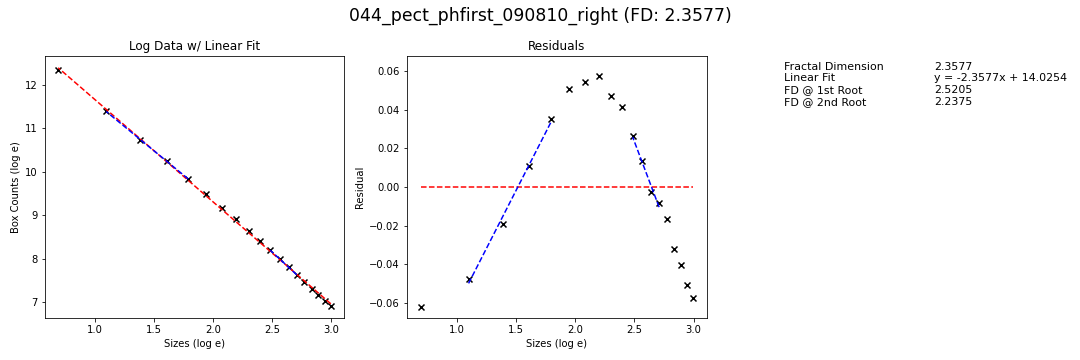 044_pect_phfirst_090810_right (FD: 2.3577)
Log Data w/ Linear Fit
12
11
10
9
8
7
Box Counts (log e)
1.0 1.5 2.0 2.5 3.0
Sizes (log e)
Residuals
0.06
0.04
0.02
0.00
−0.02
−0.04
−0.06
Residual
1.0 1.5 2.0 2.5 3.0
Sizes (log e)
Fractal Dimension 2.3577
Linear Fit y = -2.3577x + 14.0254
FD @ 1st Root 2.5205
FD @ 2nd Root 2.2375